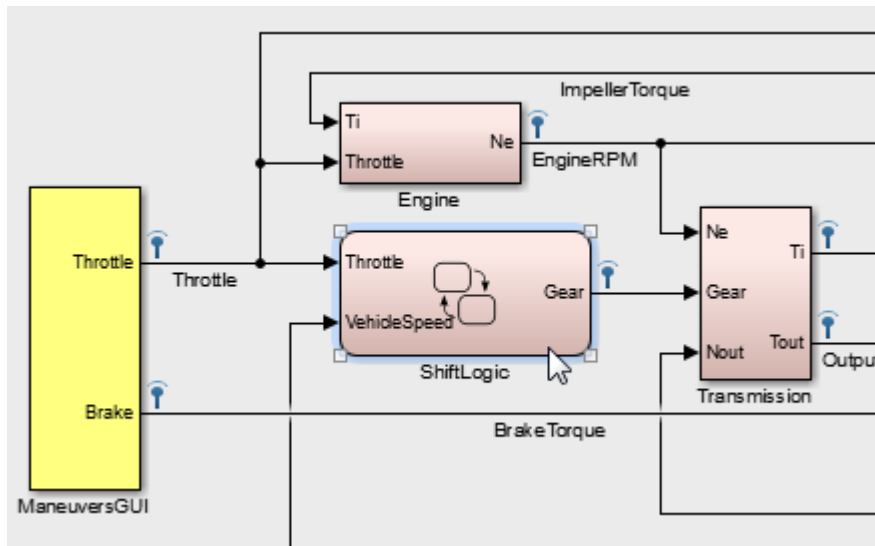 ImpellerTorque
Ti
Ne
Throttle
EngineRPM
Engine
Throttle
Throttle
Throttle
VehicleSpeed
Gear
ShiftLogic
Ne
Ti
Gear
Nout
Tout
Output
Transmission
Brake
BrakeTorque
ManeuversGUI